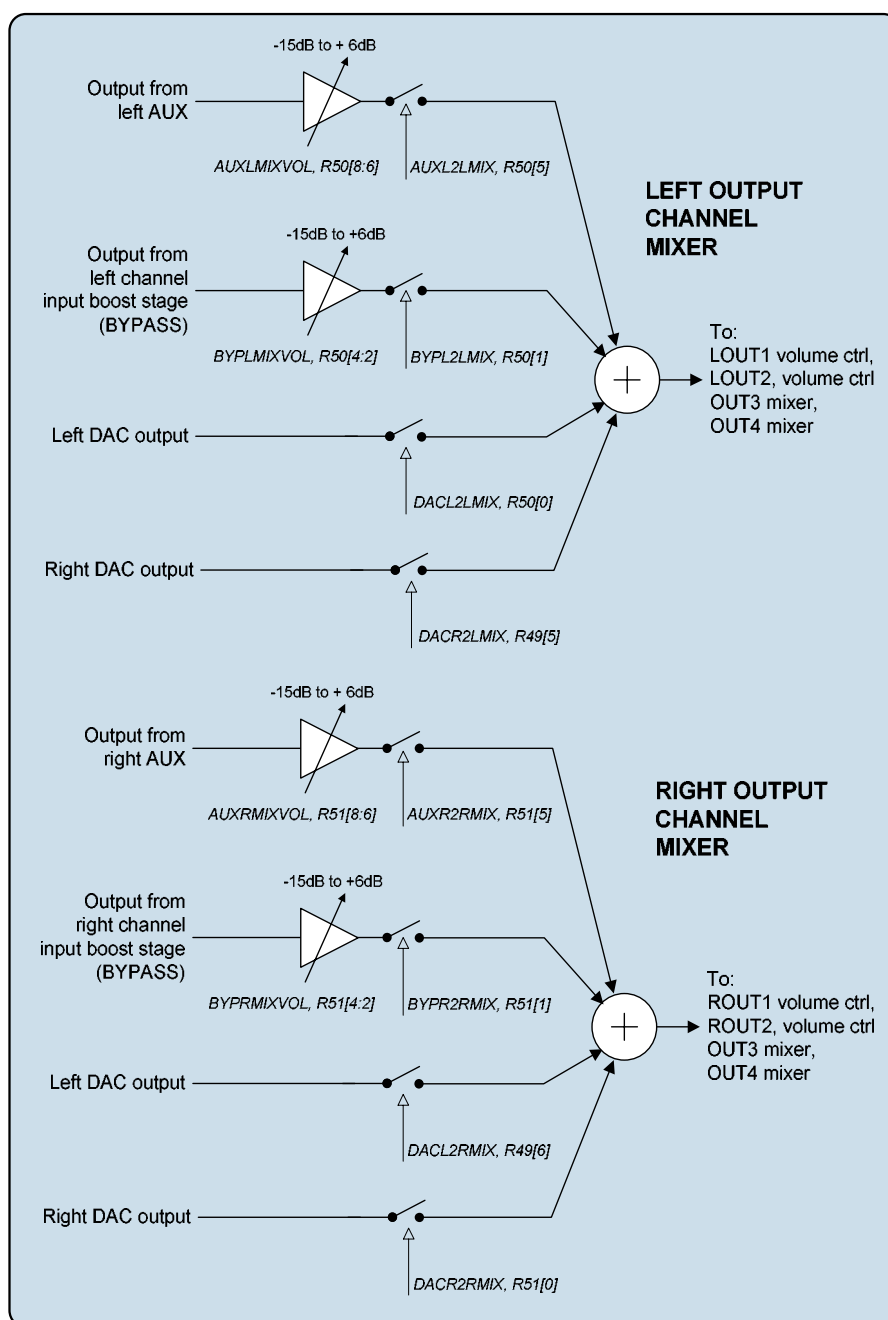 -15dB to + 6dB
Output from
left AUX
AUXLMIXVOL, R50[8:6]
AUXL2LMIX, R50[5]
LEFT OUTPUT
CHANNEL
MIXER
-15dB to +6dB
Output from
left channel
input boost stage
(BYPASS)
BYPLMIXVOL, R50[4:2]
BYPL2LMIX, R50[1]
To:
LOUT1 volume ctrl,
LOUT2, volume ctrl
OUT3 mixer,
OUT4 mixer
Left DAC output
DACL2LMIX, R50[0]
Right DAC output
DACR2LMIX, R49[5]
-15dB to + 6dB
Output from
right AUX
AUXRMIXVOL, R51[8:6]
AUXR2RMIX, R51[5]
RIGHT OUTPUT
CHANNEL
MIXER
-15dB to +6dB
Output from
right channel
input boost stage
(BYPASS)
BYPRMIXVOL, R51[4:2]
BYPR2RMIX, R51[1]
To:
ROUT1 volume ctrl,
ROUT2, volume ctrl
OUT3 mixer,
OUT4 mixer
Left DAC output
DACL2RMIX, R49[6]
Right DAC output
DACR2RMIX, R51[0]